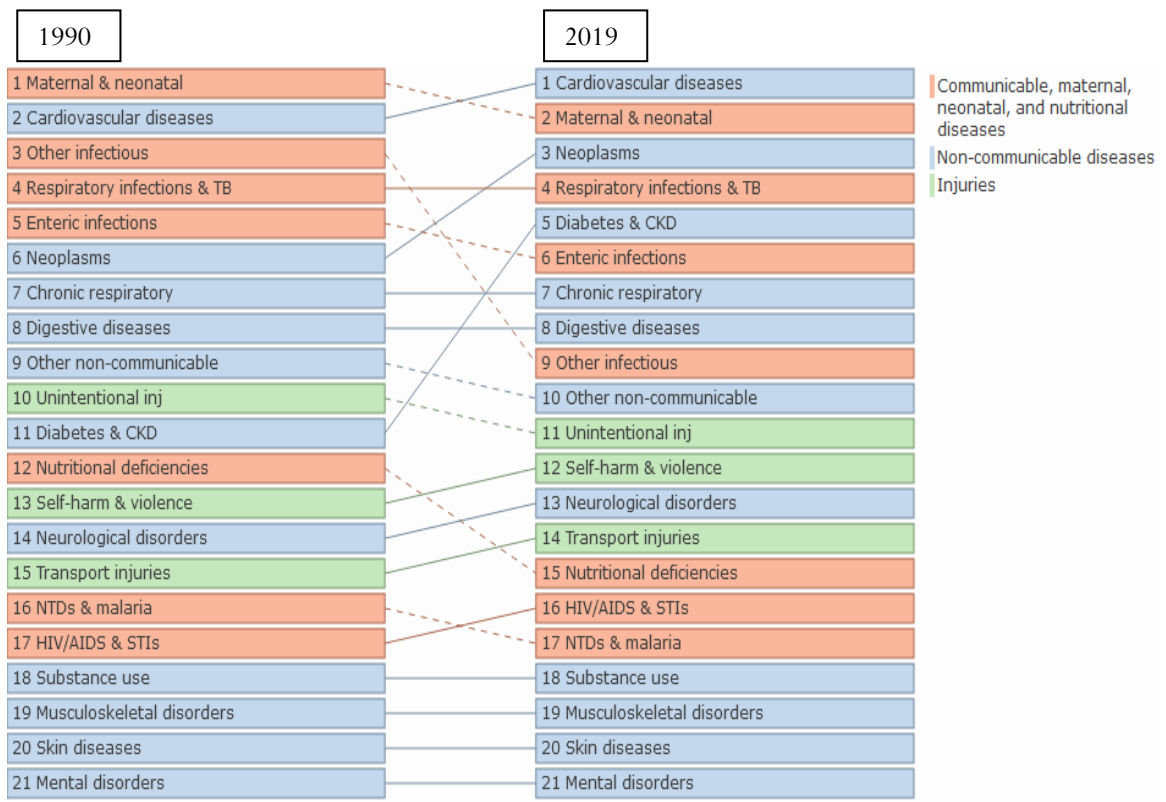 1990
2019
1 Maternal & neonatal
2 Cardiovascular diseases
3 Other infectious
4 Respiratory infections & TB
5 Enteric infections
6 Neoplasms
7 Chronic respiratory
8 Digestive diseases
9 Other non-communicable
10 Unintentional inj
11 Diabetes & CKD
12 Nutritional deficiencies
13 Self-harm & violence
14 Neurological disorders
15 Transport injuries
16 NTDs & malaria
17 HIV/AIDS & STIs
18 Substance use
19 Musculoskeletal disorders
20 Skin diseases
21 Mental disorders
1 Cardiovascular diseases
2 Maternal & neonatal
3 Neoplasms
4 Respiratory infections & TB
5 Diabetes & CKD
6 Enteric infections
7 Chronic respiratory
8 Digestive diseases
9 Other infectious
10 Other non-communicable
11 Unintentional inj
12 Self-harm & violence
13 Neurological disorders
14 Transport injuries
15 Nutritional deficiencies
16 HIV/AIDS & STIs
17 NTDs & malaria
18 Substance use
19 Musculoskeletal disorders
20 Skin diseases
21 Mental disorders
Communicable, maternal,
neonatal, and nutritional
diseases
Non-communicable diseases
Injuries